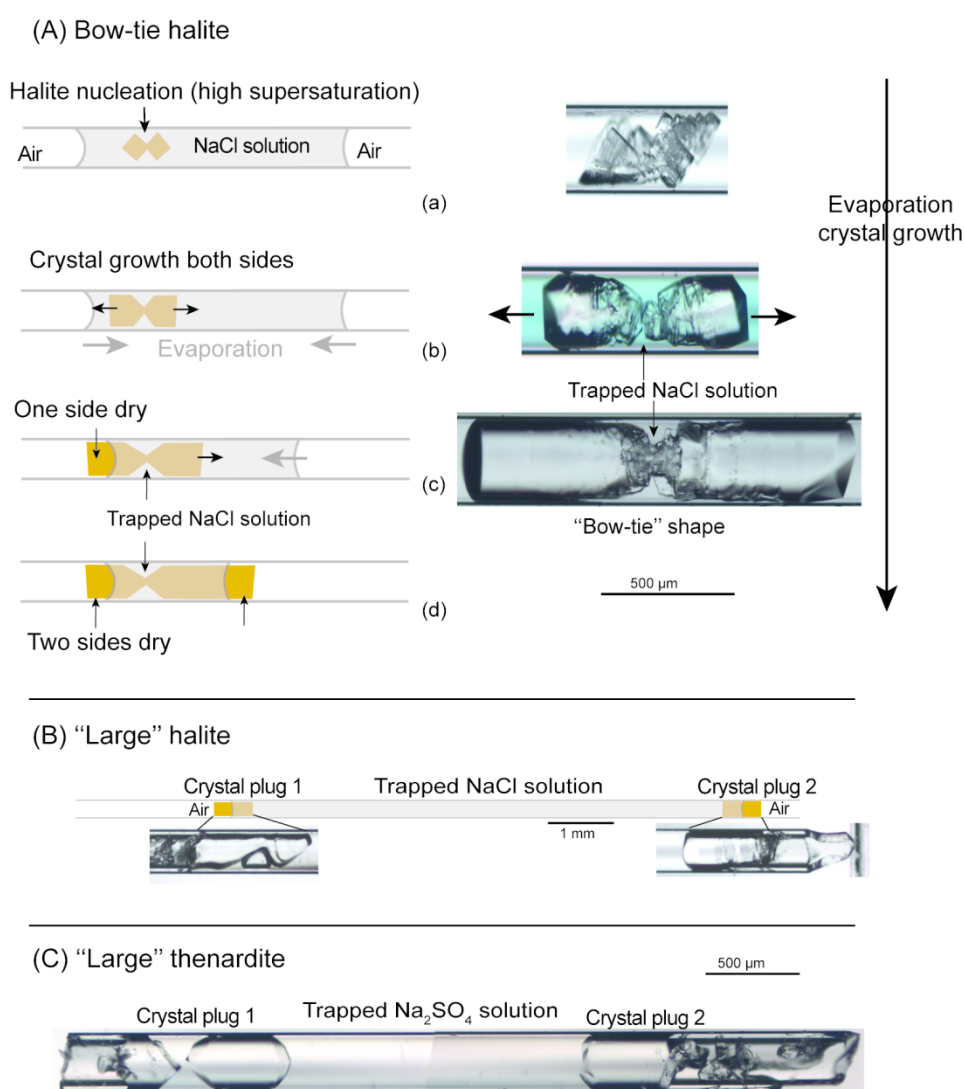 (A) Bow-tie halite
Halite nucleation (high supersaturation)
Air
NaCl solution
Air
(a)
Evaporation
crystal growth
Crystal growth both sides
Evaporation
(b)
Trapped NaCl solution
One side dry
(c)
Trapped NaCl solution
“Bow-tie” shape
500 µm
(d)
Two sides dry
(B) “Large” halite
Crystal plug 1
Trapped NaCl solution
Crystal plug 2
Air
Air
1 mm
(C) “Large” thenardite
500 µm
Crystal plug 1
Trapped Na₂SO₄ solution
Crystal plug 2